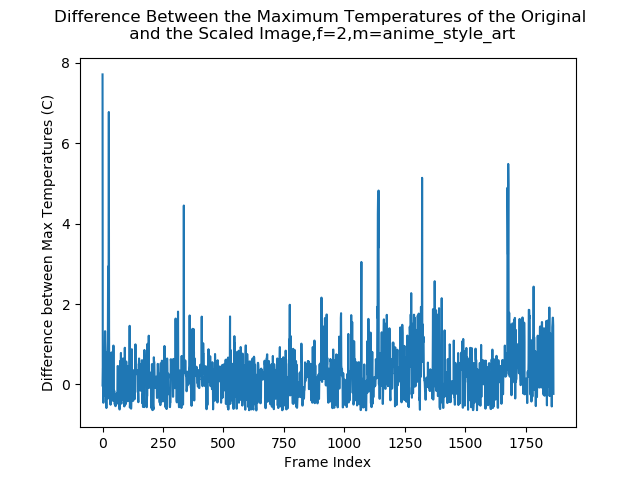 Difference Between the Maximum Temperatures of the Original
and the Scaled Image,f=2,m=anime_style_art
8
6
4
2
0
Difference between Max Temperatures (C)
0 250 500 750 1000 1250 1500 1750
Frame Index